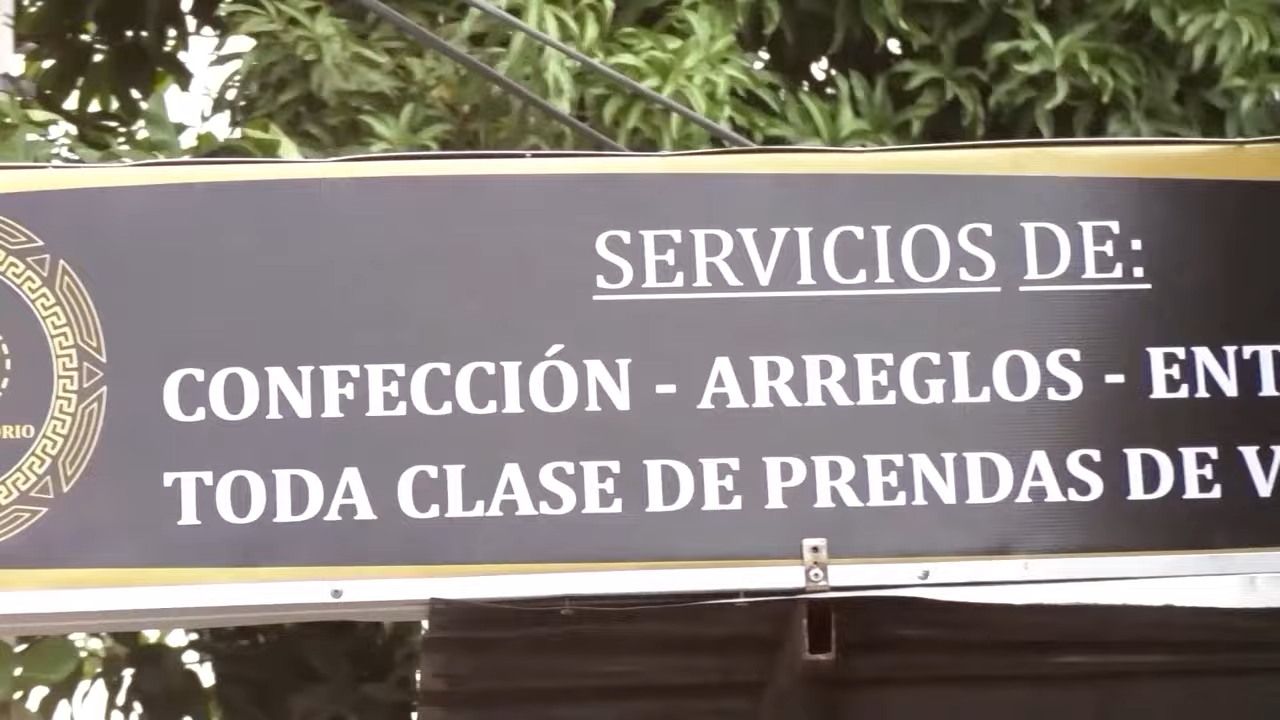 SERVICIOS DE:
CONFECCIÓN - ARREGLOS -
TODA CLASE DE PRENDAS DE